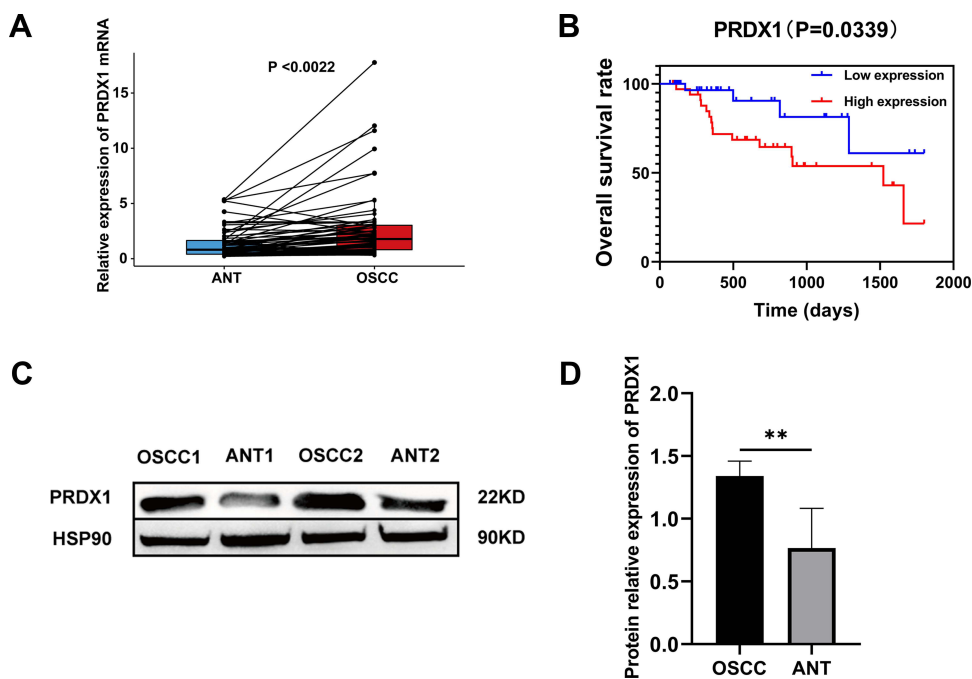 A
Relative expression of PRDX1 mRNA
P <0.0022
15
10
5
0
ANT
OSCC
B
PRDX1(P=0.0339)
Overall survival rate
100
50
0
Low expression
High expression
0
500
1000
1500
2000
Time (days)
C
OSCC1 ANT1 OSCC2 ANT2
PRDX1
22KD
HSP90
90KD
D
Protein relative expression of PRDX1
2.0
1.5
1.0
0.5
0.0
**
OSCC
ANT